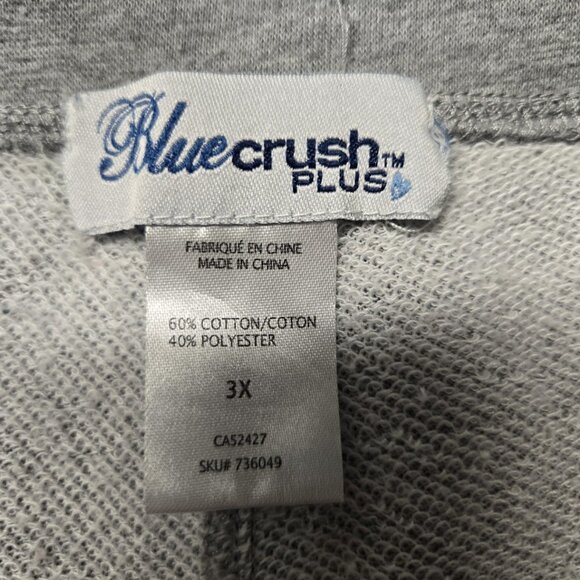 Bluecrush™
PLUS
FABRIQUÉ EN CHINE
MADE IN CHINA
60% COTTON/COTON
40% POLYESTER
3X
CA52427
SKU# 736049